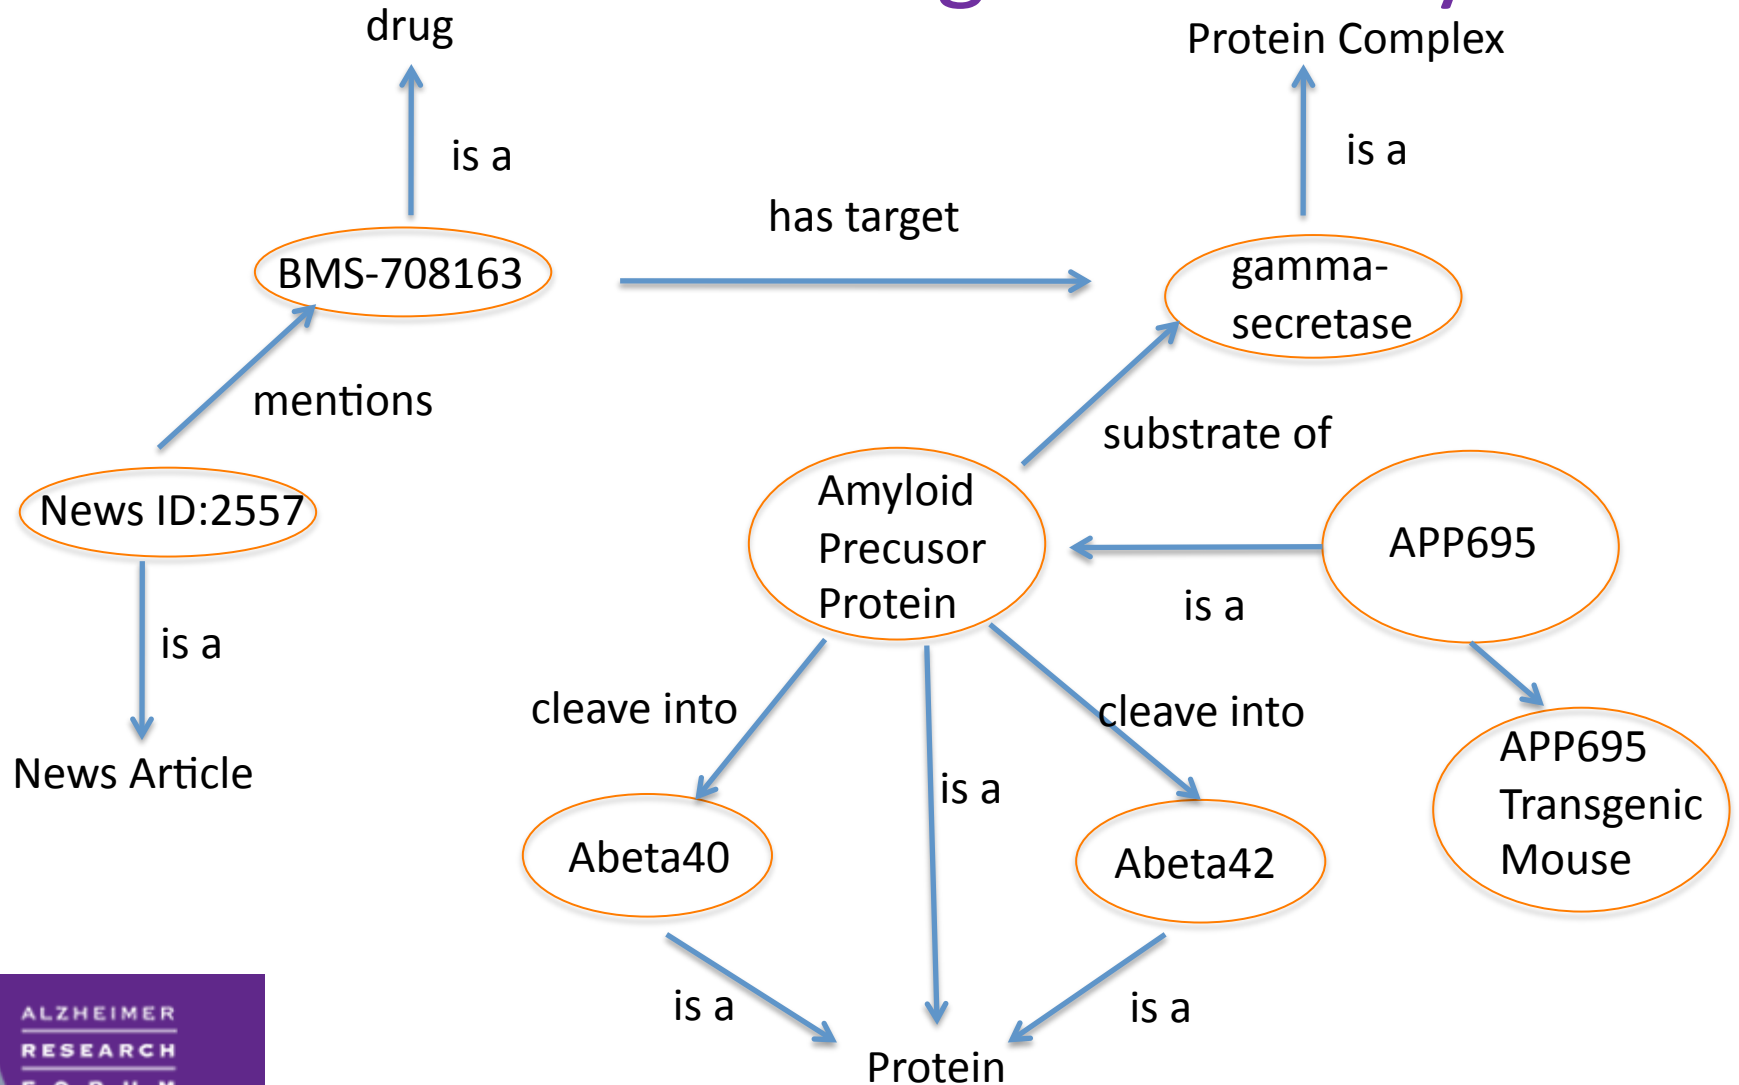 drug
Protein Complex
is a
is a
has target
BMS-708163
gamma-
secretase
mentions
substrate of
News ID:2557
Amyloid
Precusor
Protein
APP695
is a
is a
cleave into
cleave into
News Article
is a
APP695
Transgenic
Mouse
Abeta40
Abeta42
is a
is a
Protein
ALZHEIMER
RESEARCH